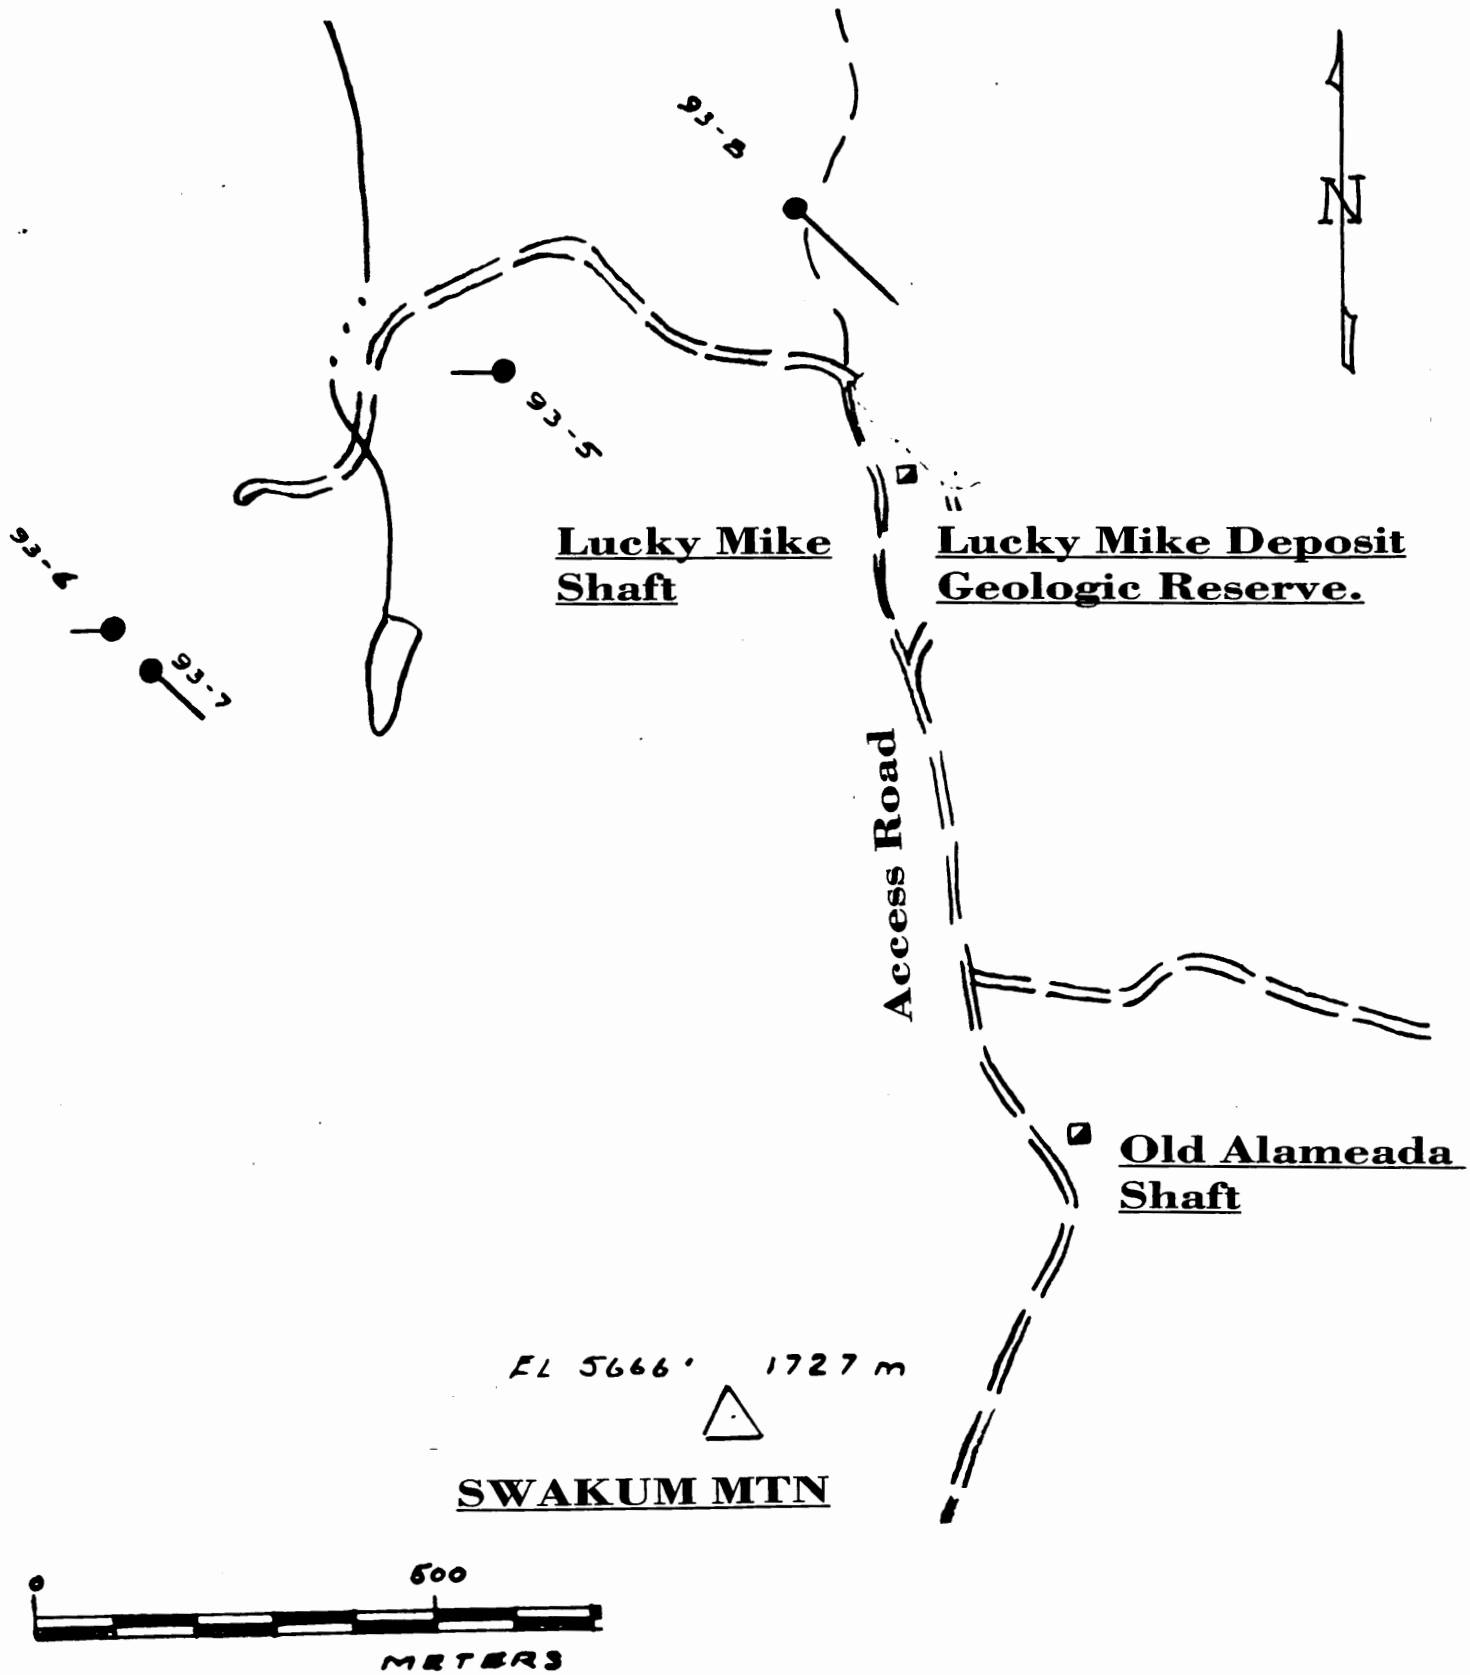 93-8
N
93-5
Lucky Mike
Shaft
Lucky Mike Deposit
Geologic Reserve.
93-6
93-7
Access Road
Old Alameada
Shaft
EL 5666' 1727 m
SWAKUM MTN
0 500
METERS